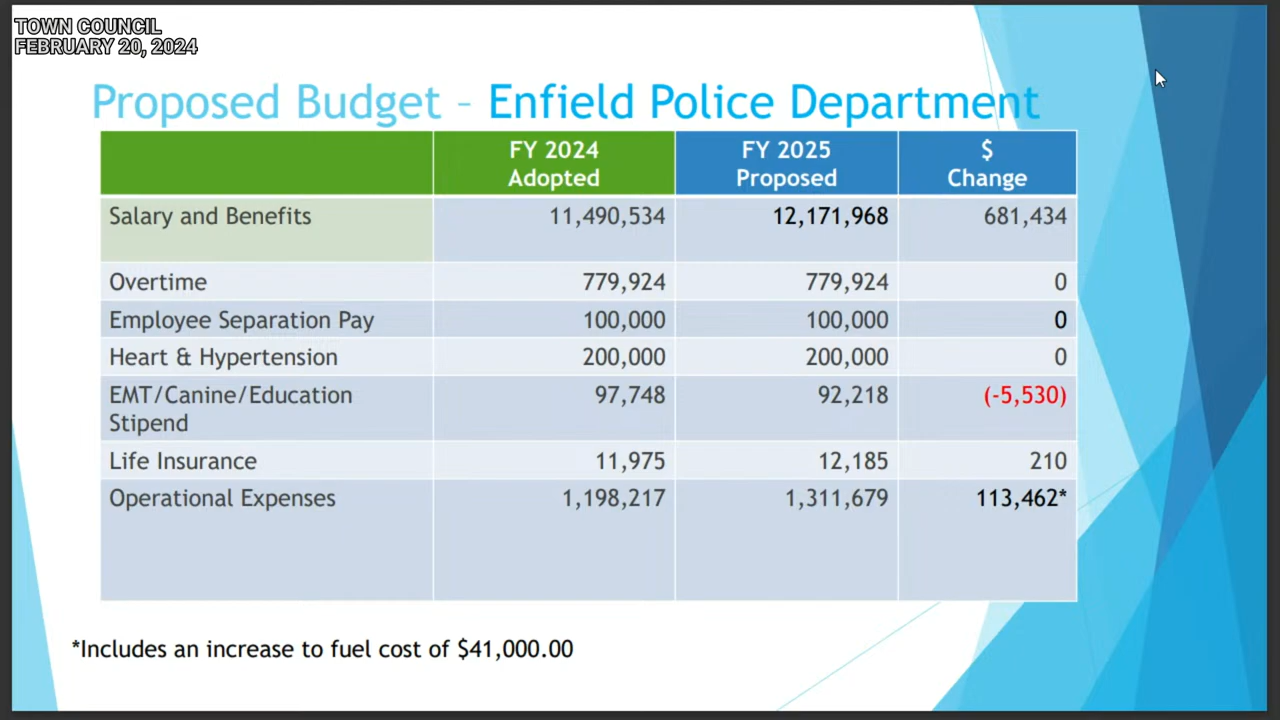 TOWN COUNCIL
FEBRUARY 20, 2024
Proposed Budget – Enfield Police Department
FY 2024 Adopted FY 2025 Proposed $ Change
Salary and Benefits 11,490,534 12,171,968 681,434
Overtime 779,924 779,924 0
Employee Separation Pay 100,000 100,000 0
Heart & Hypertension 200,000 200,000 0
EMT/Canine/Education Stipend 97,748 92,218 (-5,530)
Life Insurance 11,975 12,185 210
Operational Expenses 1,198,217 1,311,679 113,462*
*Includes an increase to fuel cost of $41,000.00